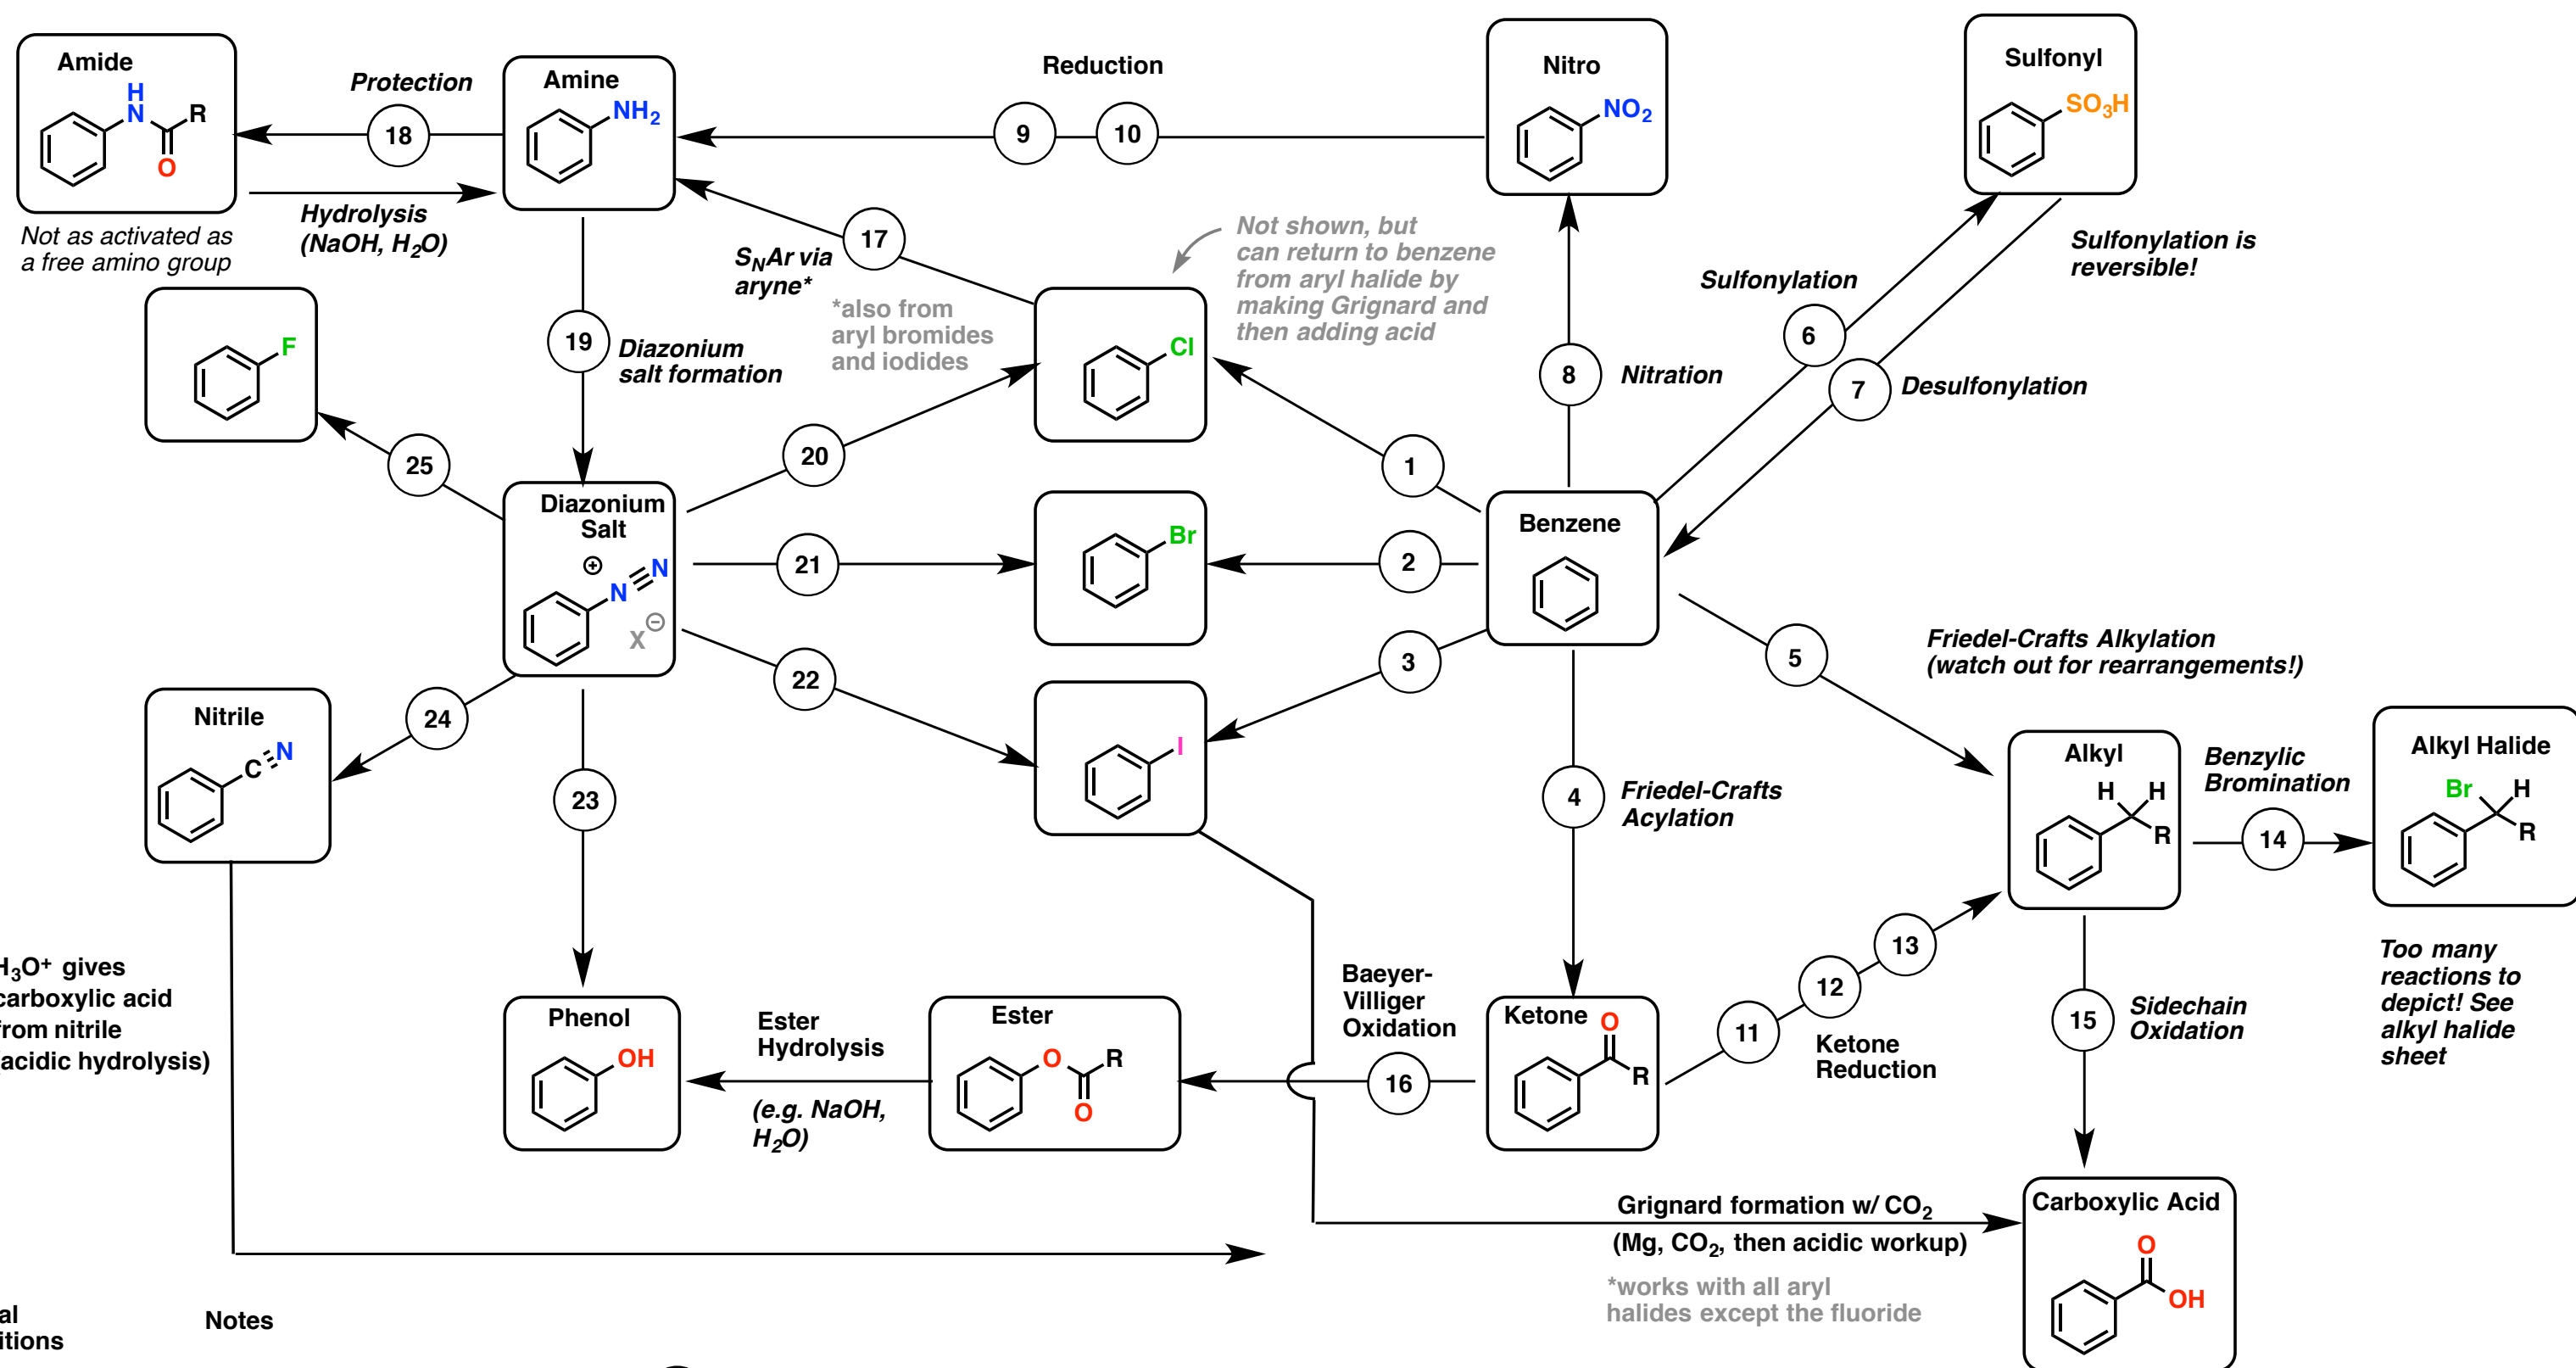 Amide
H
N
R
O
Protection
18
Hydrolysis
(NaOH, H2O)
Not as activated as
a free amino group
Amine
NH2
Reduction
9
10
Nitro
NO2
Sulfonyl
SO3H
Sulfonylation is
reversible!
Sulfonylation
6
7
Desulfonylation
8
Nitration
17
SNAr via
aryne*
*also from
aryl bromides
and iodides
Not shown, but
can return to benzene
from aryl halide by
making Grignard and
then adding acid
Cl
F
19
Diazonium
salt formation
25
20
1
Diazonium
Salt
⊕
N
N
X⊖
21
Br
2
Benzene
22
3
I
5
Friedel-Crafts Alkylation
(watch out for rearrangements!)
24
Nitrile
C
N
23
4
Friedel-Crafts
Acylation
Alkyl
H
H
R
Benzylic
Bromination
14
Alkyl Halide
Br
H
R
Too many
reactions to
depict! See
alkyl halide
sheet
H3O+ gives
carboxylic acid
from nitrile
acidic hydrolysis)
Phenol
OH
Ester
Hydrolysis
(e.g. NaOH,
H2O)
Ester
O
R
O
Baeyer-
Villiger
Oxidation
16
Ketone
O
R
11
12
13
Ketone
Reduction
15
Sidechain
Oxidation
Grignard formation w/ CO2
(Mg, CO2, then acidic workup)
*works with all aryl
halides except the fluoride
Carboxylic Acid
O
OH
Notes